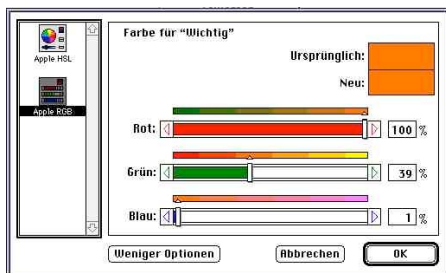 Farbe für “Wichtig”
Apple HSL
Apple RGB
Ursprünglich:
Neu:
Rot: 100 %
Grün: 39 %
Blau: 1 %
Weniger Optionen
Abbrechen
OK